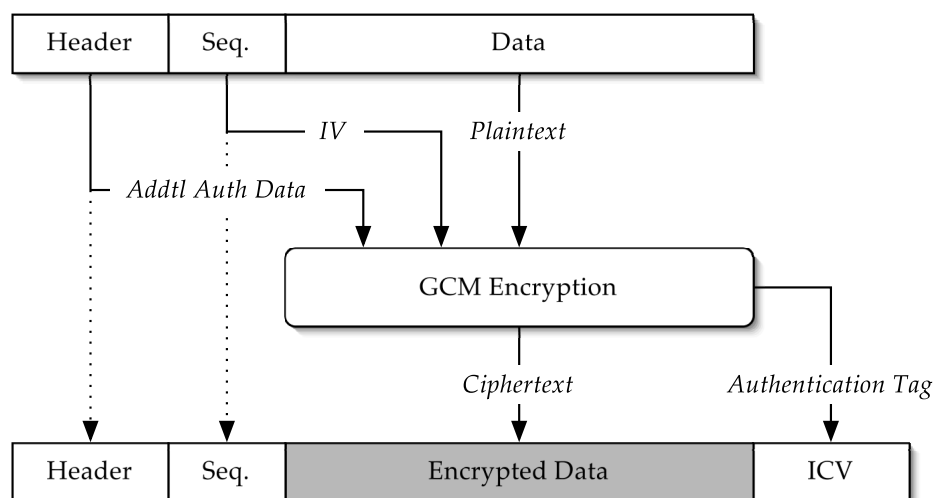 Header Seq. Data
IV Plaintext
Addtl Auth Data
GCM Encryption
Ciphertext Authentication Tag
Header Seq. Encrypted Data ICV